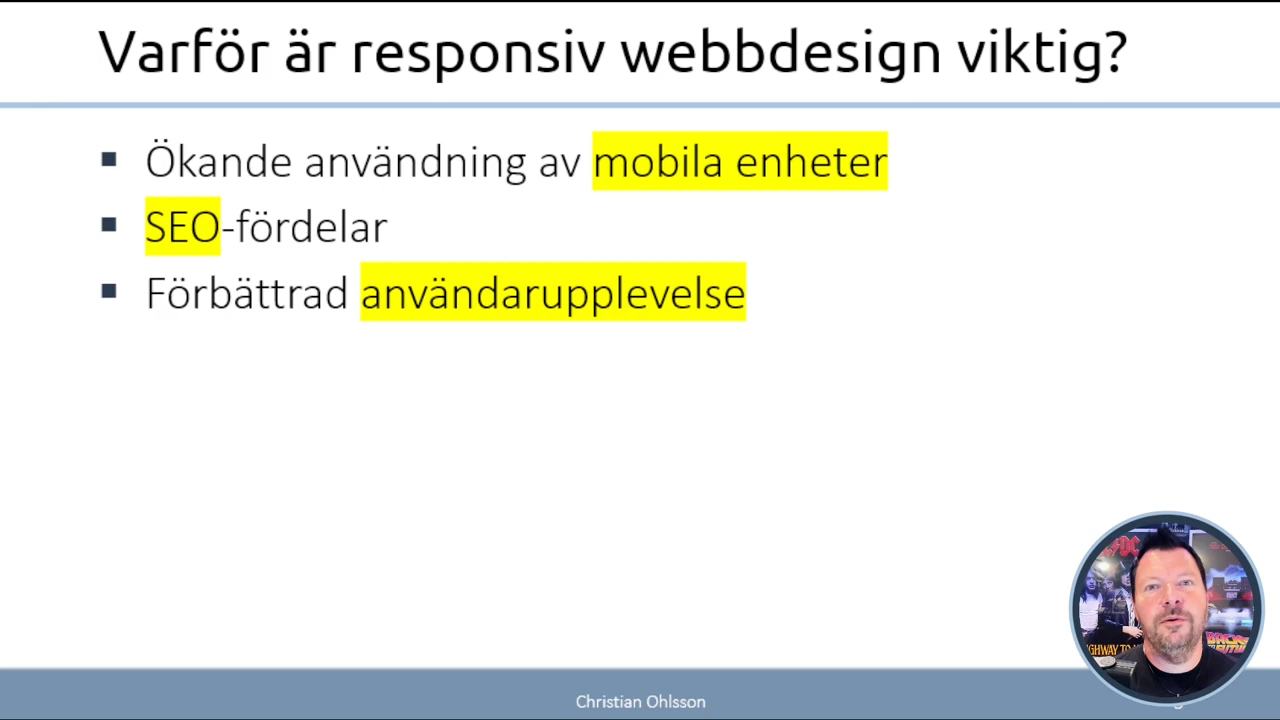 Varför är responsiv webbdesign viktig?
Ökande användning av mobila enheter
SEO-fördelar
Förbättrad användarupplevelse
Christian Ohlsson